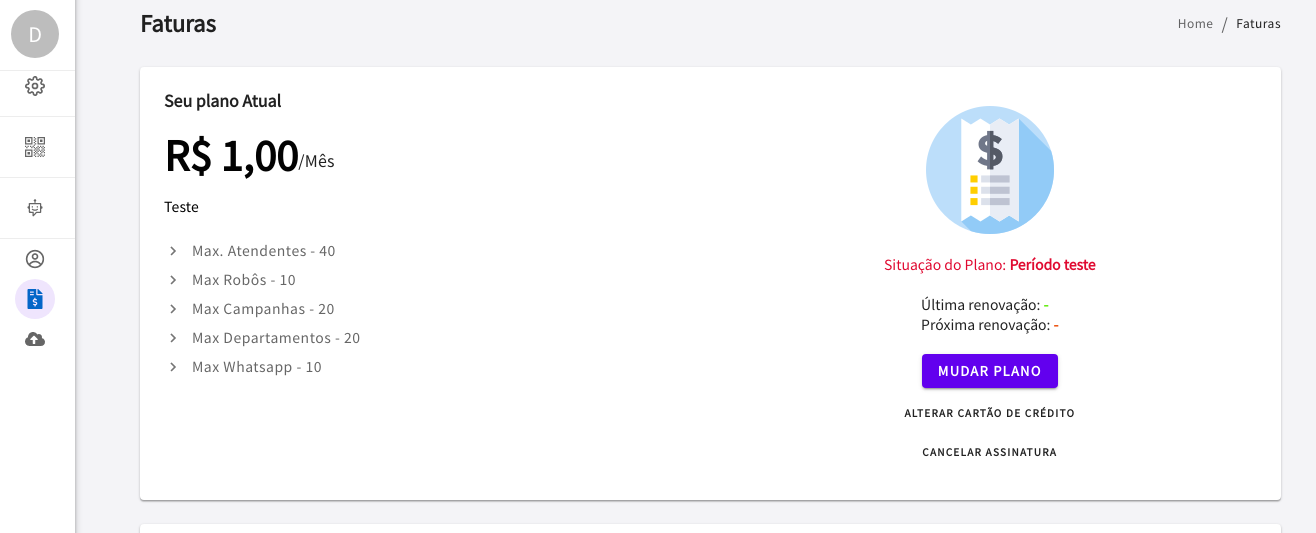 D
Faturas
Home / Faturas
Seu plano Atual
R$ 1,00/Mês
Teste
Max. Atendentes - 40
Max Robôs - 10
Max Campanhas - 20
Max Departamentos - 20
Max Whatsapp - 10
$
Situação do Plano: Período teste
Última renovação: -
Próxima renovação: -
MUDAR PLANO
ALTERAR CARTÃO DE CRÉDITO
CANCELAR ASSINATURA